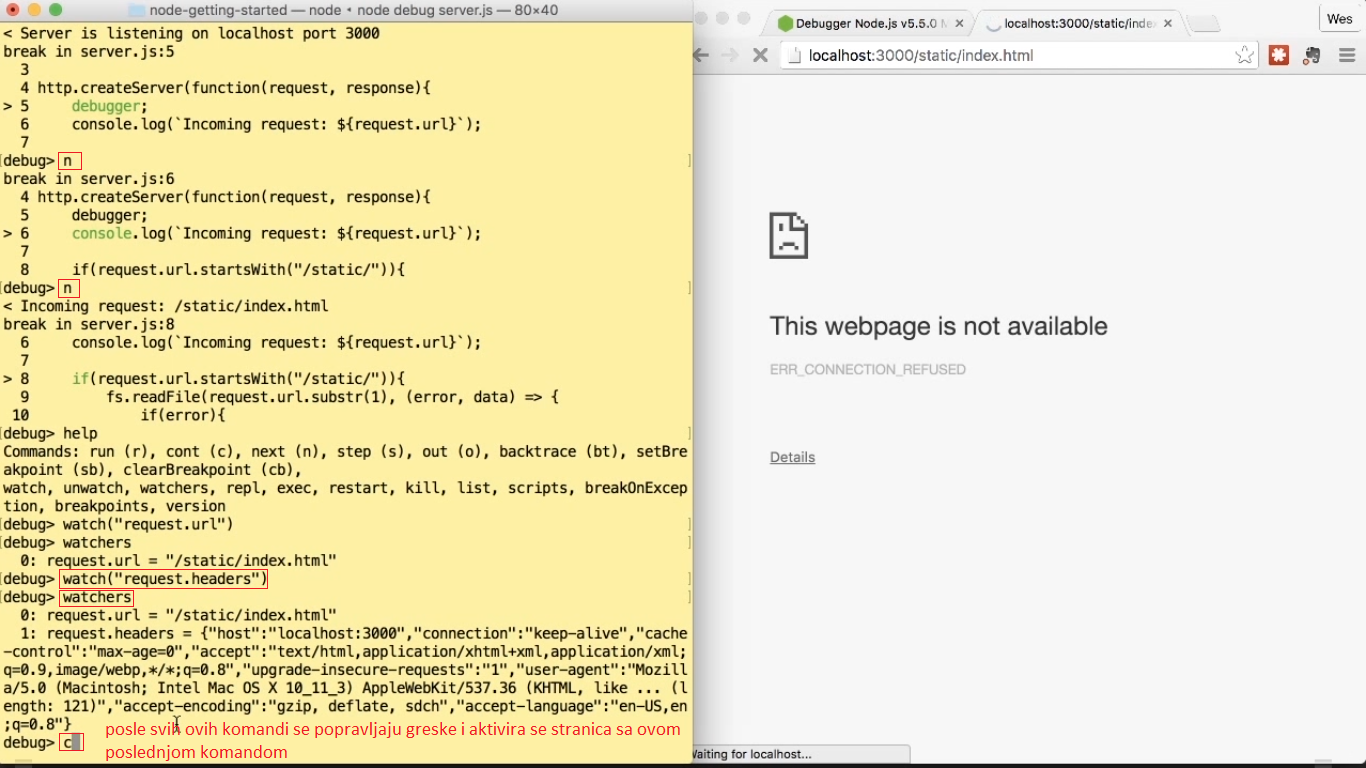 node-getting-started — node • node debug server.js — 80×40
< Server is listening on localhost port 3000
break in server.js:5
3
4 http.createServer(function(request, response){
> 5 debugger;
6 console.log(`Incoming request: ${request.url}`);
7
[debug> n ]
break in server.js:6
4 http.createServer(function(request, response){
5 debugger;
> 6 console.log(`Incoming request: ${request.url}`);
7
8 if(request.url.startsWith("/static/")){
[debug> n ]
< Incoming request: /static/index.html
break in server.js:8
6 console.log(`Incoming request: ${request.url}`);
7
> 8 if(request.url.startsWith("/static/")){
9 fs.readFile(request.url.substr(1), (error, data) => {
10 if(error){
[debug> help ]
Commands: run (r), cont (c), next (n), step (s), out (o), backtrace (bt), setBre
akpoint (sb), clearBreakpoint (cb),
watch, unwatch, watchers, repl, exec, restart, kill, list, scripts, breakOnExcep
tion, breakpoints, version
[debug> watch("request.url") ]
[debug> watchers ]
0: request.url = "/static/index.html"
[debug> watch("request.headers") ]
[debug> watchers ]
0: request.url = "/static/index.html"
1: request.headers = {"host":"localhost:3000","connection":"keep-alive","cache
-control":"max-age=0","accept":"text/html,application/xhtml+xml,application/xml;
q=0.9,image/webp,*/*;q=0.8","upgrade-insecure-requests":"1","user-agent":"Mozill
a/5.0 (Macintosh; Intel Mac OS X 10_11_3) AppleWebKit/537.36 (KHTML, like ... (l
ength: 121)","accept-encoding":"gzip, deflate, sdch","accept-language":"en-US,en
;q=0.8"}
debug> c
posle svih ovih komandi se popravljaju greske i aktivira se stranica sa ovom
poslednjom komandom
Debugger Node.js v5.5.0
localhost:3000/static/inde
Wes
localhost:3000/static/index.html
This webpage is not available
ERR_CONNECTION_REFUSED
Details
Waiting for localhost...